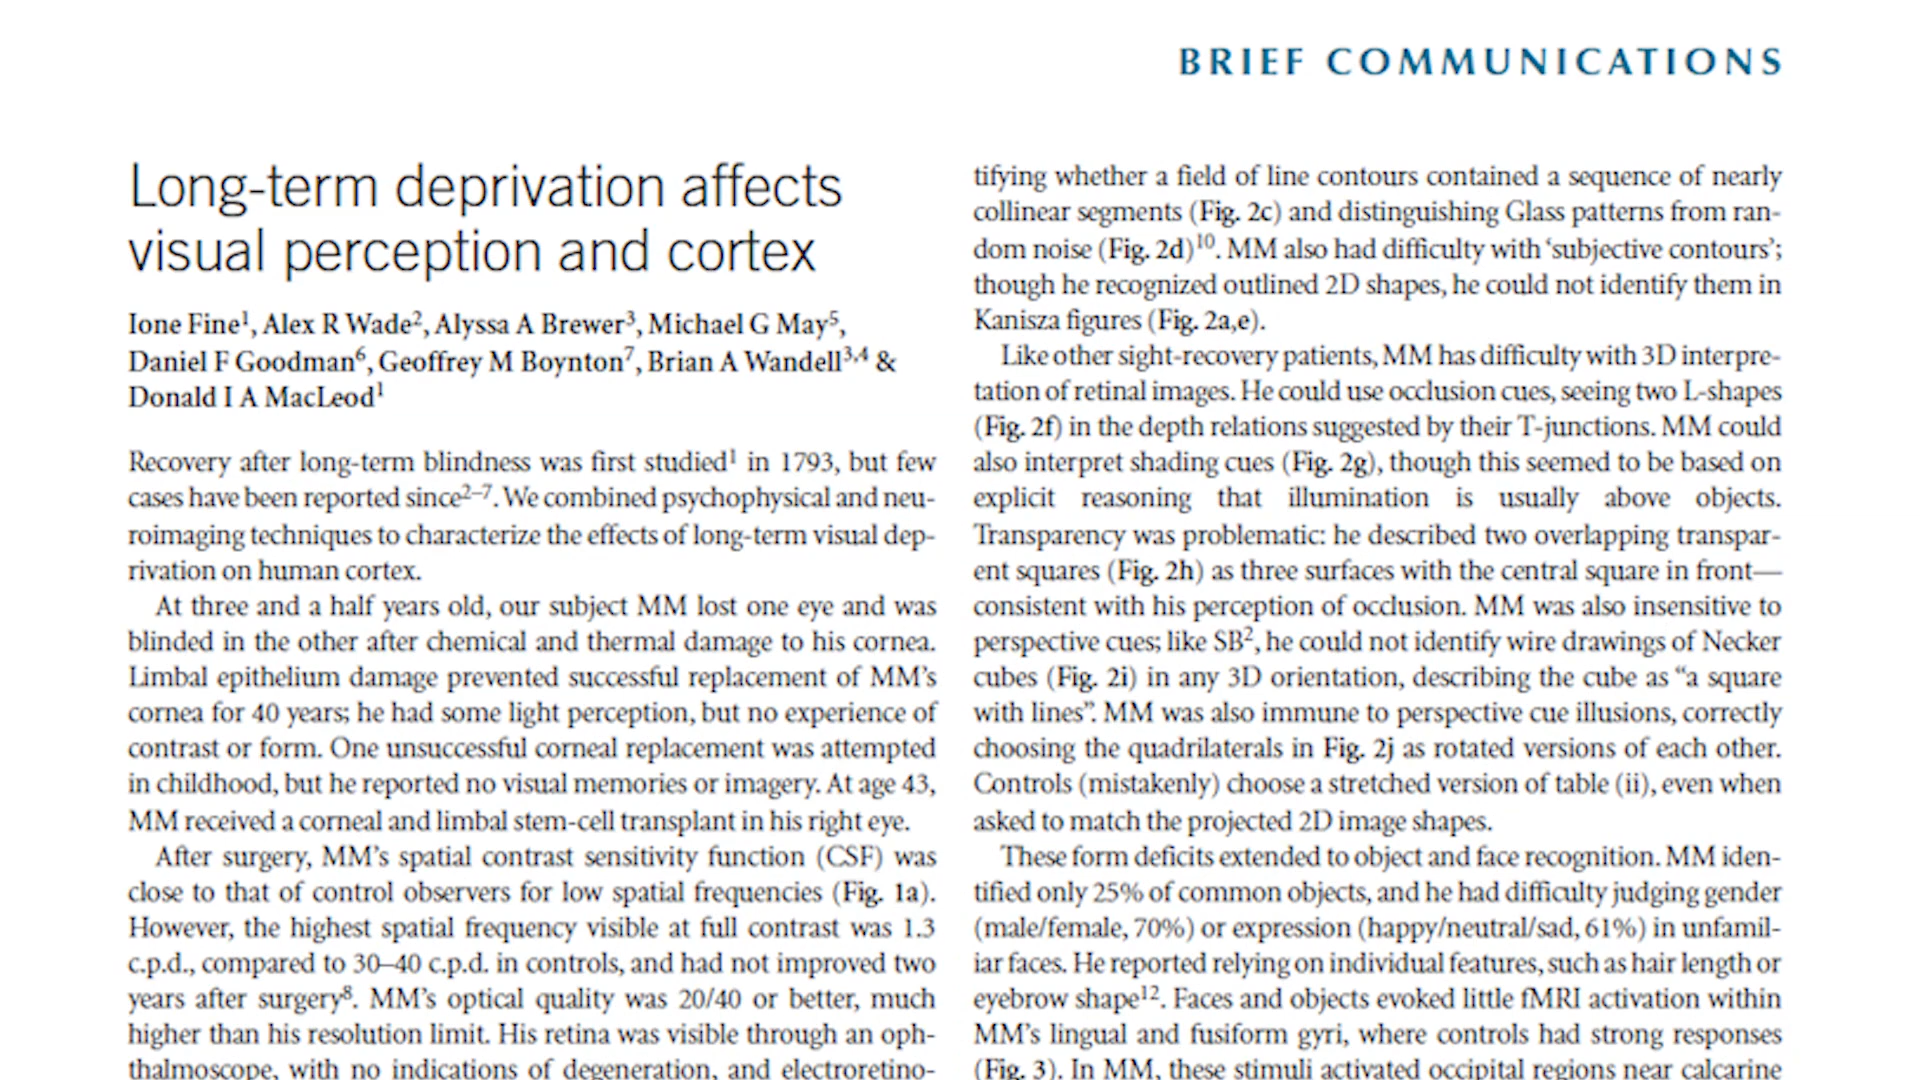 BRIEF COMMUNICATIONS
Long-term deprivation affects
visual perception and cortex
Ione Fine¹, Alex R Wade², Alyssa A Brewer³, Michael G May⁵,
Daniel F Goodman⁶, Geoffrey M Boynton⁷, Brian A Wandell³,⁴ &
Donald I A MacLeod¹
Recovery after long-term blindness was first studied¹ in 1793, but few
cases have been reported since²⁻⁷. We combined psychophysical and neu-
roimaging techniques to characterize the effects of long-term visual dep-
rivation on human cortex.
At three and a half years old, our subject MM lost one eye and was
blinded in the other after chemical and thermal damage to his cornea.
Limbal epithelium damage prevented successful replacement of MM's
cornea for 40 years; he had some light perception, but no experience of
contrast or form. One unsuccessful corneal replacement was attempted
in childhood, but he reported no visual memories or imagery. At age 43,
MM received a corneal and limbal stem-cell transplant in his right eye.
After surgery, MM's spatial contrast sensitivity function (CSF) was
close to that of control observers for low spatial frequencies (Fig. 1a).
However, the highest spatial frequency visible at full contrast was 1.3
c.p.d., compared to 30–40 c.p.d. in controls, and had not improved two
years after surgery⁸. MM's optical quality was 20/40 or better, much
higher than his resolution limit. His retina was visible through an oph-
thalmoscope, with no indications of degeneration, and electroretino-
tifying whether a field of line contours contained a sequence of nearly
collinear segments (Fig. 2c) and distinguishing Glass patterns from ran-
dom noise (Fig. 2d)¹⁰. MM also had difficulty with 'subjective contours';
though he recognized outlined 2D shapes, he could not identify them in
Kanisza figures (Fig. 2a,e).
Like other sight-recovery patients, MM has difficulty with 3D interpre-
tation of retinal images. He could use occlusion cues, seeing two L-shapes
(Fig. 2f) in the depth relations suggested by their T-junctions. MM could
also interpret shading cues (Fig. 2g), though this seemed to be based on
explicit reasoning that illumination is usually above objects.
Transparency was problematic: he described two overlapping transpar-
ent squares (Fig. 2h) as three surfaces with the central square in front—
consistent with his perception of occlusion. MM was also insensitive to
perspective cues; like SB², he could not identify wire drawings of Necker
cubes (Fig. 2i) in any 3D orientation, describing the cube as “a square
with lines”. MM was also immune to perspective cue illusions, correctly
choosing the quadrilaterals in Fig. 2j as rotated versions of each other.
Controls (mistakenly) choose a stretched version of table (ii), even when
asked to match the projected 2D image shapes.
These form deficits extended to object and face recognition. MM iden-
tified only 25% of common objects, and he had difficulty judging gender
(male/female, 70%) or expression (happy/neutral/sad, 61%) in unfamil-
iar faces. He reported relying on individual features, such as hair length or
eyebrow shape¹². Faces and objects evoked little fMRI activation within
MM's lingual and fusiform gyri, where controls had strong responses
(Fig. 3). In MM, these stimuli activated occipital regions near calcarine